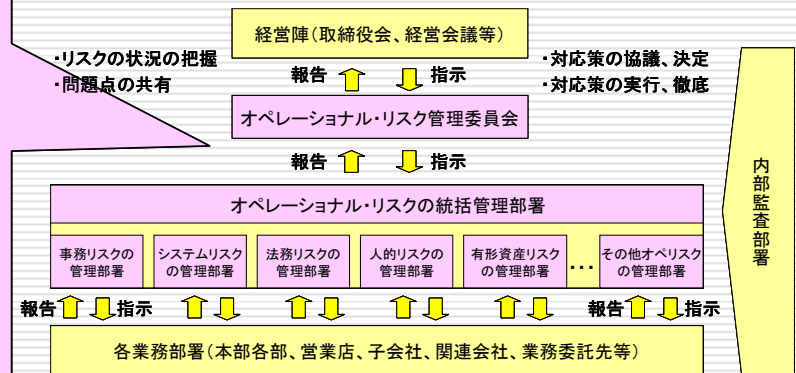 経営陣(取締役会、経営会議等)
・リスクの状況の把握
・問題点の共有
報告
指示
・対応策の協議、決定
・対応策の実行、徹底
オペレーショナル・リスク管理委員会
報告
指示
オペレーショナル・リスクの統括管理部署
事務リスクの
管理部署
システムリスク
の管理部署
法務リスクの
管理部署
人的リスクの
管理部署
有形資産リスク
の管理部署
・・・
その他オペリスク
の管理部署
報告
指示
報告
指示
各業務部署(本部各部、営業店、子会社、関連会社、業務委託先等)
内部監査部署